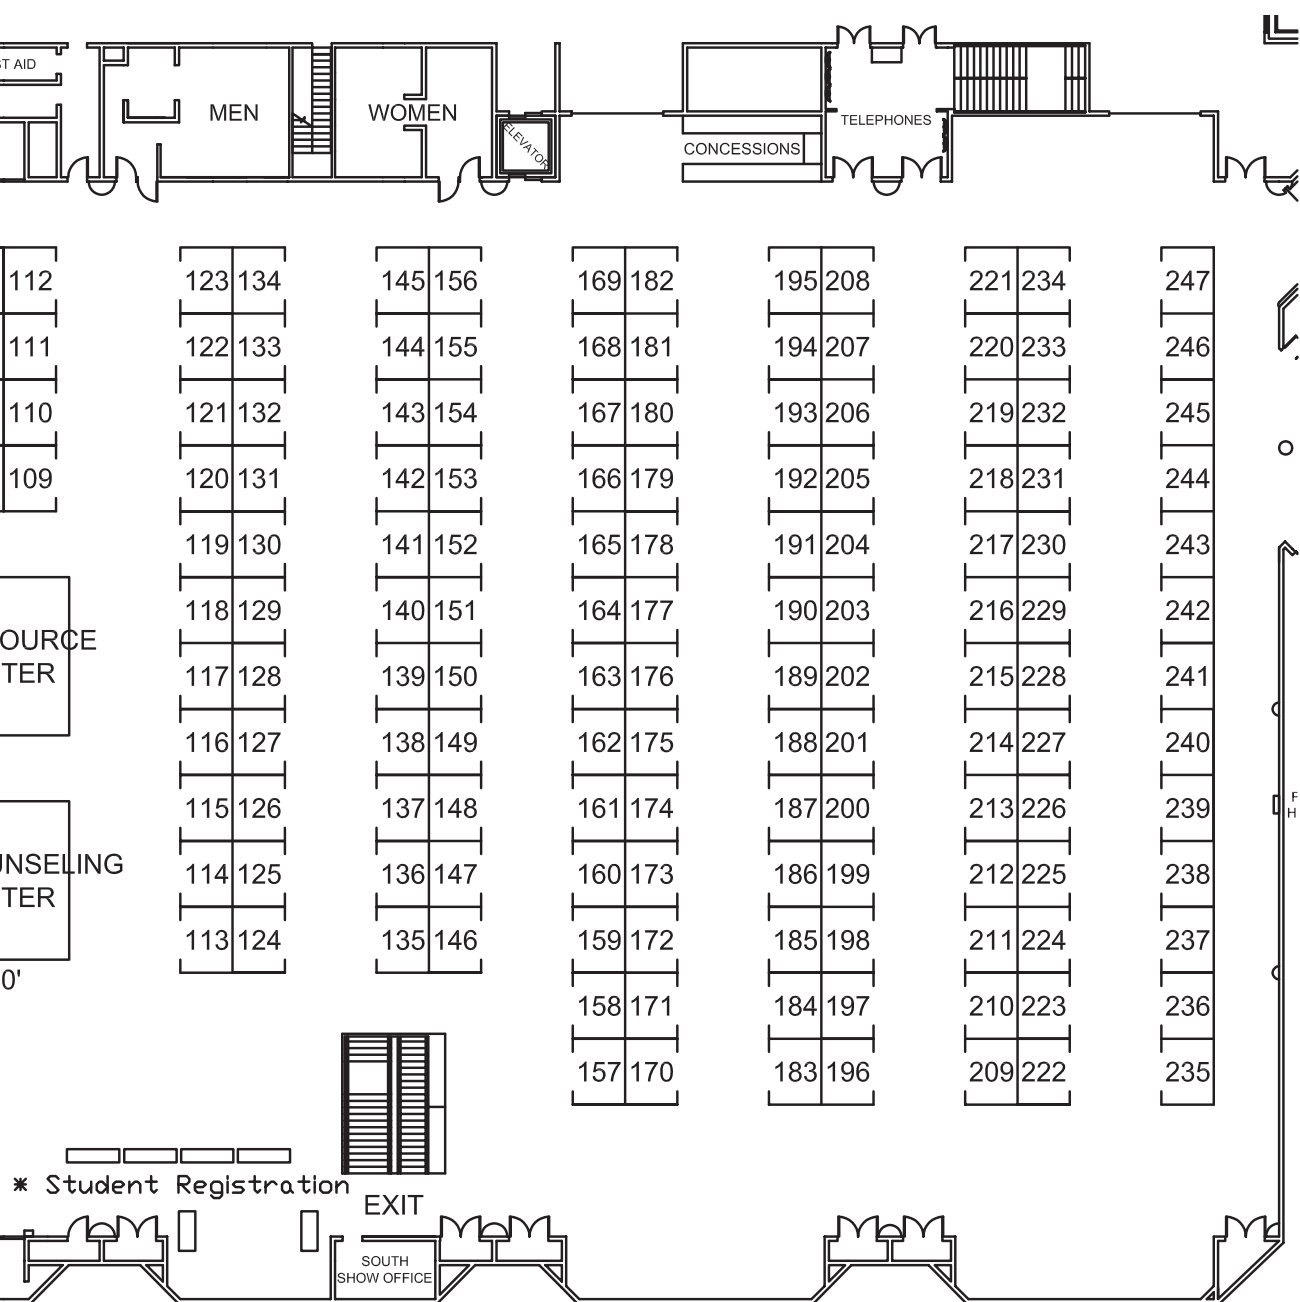 ST AID
MEN
WOMEN
ELEVATOR
CONCESSIONS
TELEPHONES
112 123 134 145 156 169 182 195 208 221 234 247
111 122 133 144 155 168 181 194 207 220 233 246
110 121 132 143 154 167 180 193 206 219 232 245
109 120 131 142 153 166 179 192 205 218 231 244
119 130 141 152 165 178 191 204 217 230 243
118 129 140 151 164 177 190 203 216 229 242
OURCE
TER
117 128 139 150 163 176 189 202 215 228 241
116 127 138 149 162 175 188 201 214 227 240
115 126 137 148 161 174 187 200 213 226 239
F
H
UNSELING
TER
114 125 136 147 160 173 186 199 212 225 238
113 124 135 146 159 172 185 198 211 224 237
0'
158 171 184 197 210 223 236
157 170 183 196 209 222 235
* Student Registration
EXIT
SOUTH
SHOW OFFICE